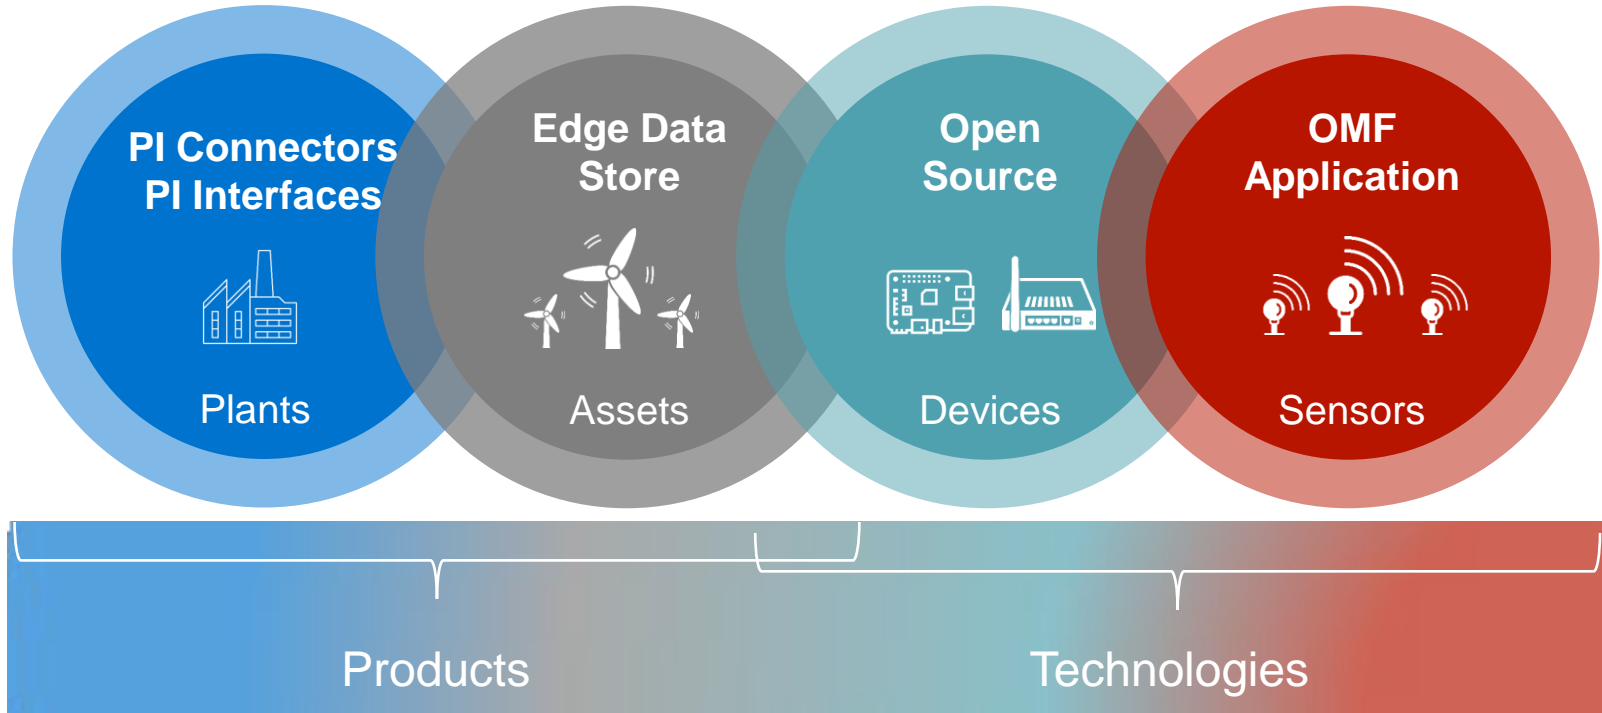 PI Connectors
PI Interfaces
Plants
Edge Data
Store
Assets
Open
Source
Devices
OMF
Application
Sensors
Products
Technologies